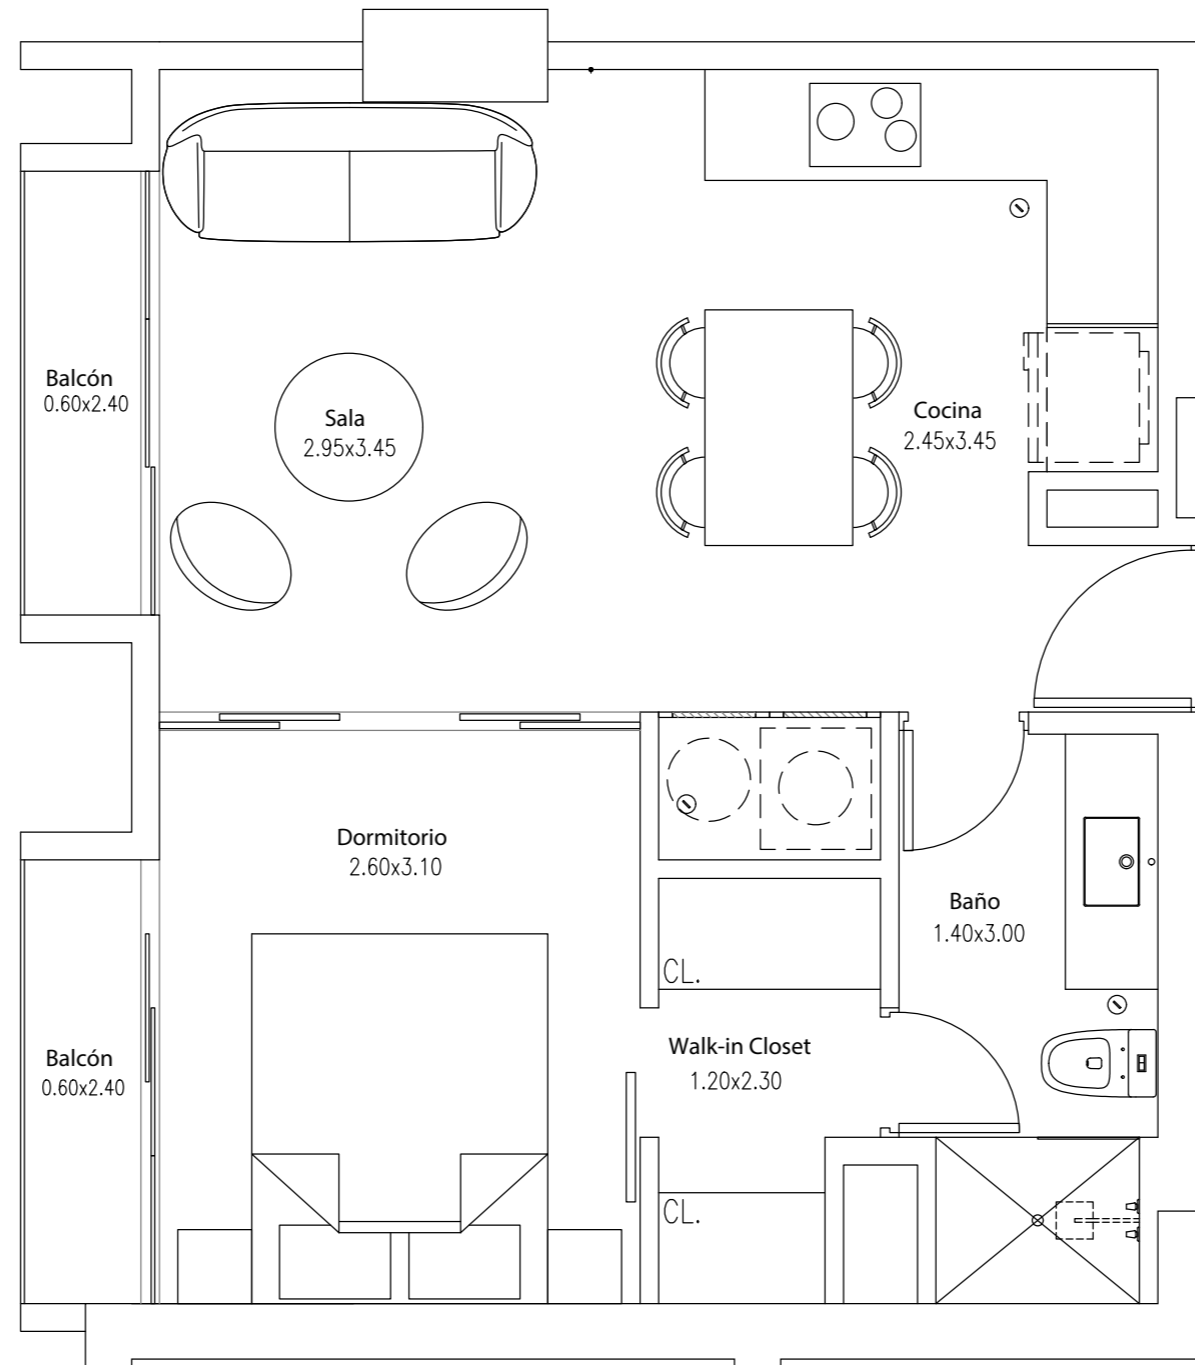 Balcón
0.60x2.40
Sala
2.95x3.45
Cocina
2.45x3.45
Dormitorio
2.60x3.10
Baño
1.40x3.00
CL.
Balcón
0.60x2.40
Walk-in Closet
1.20x2.30
CL.